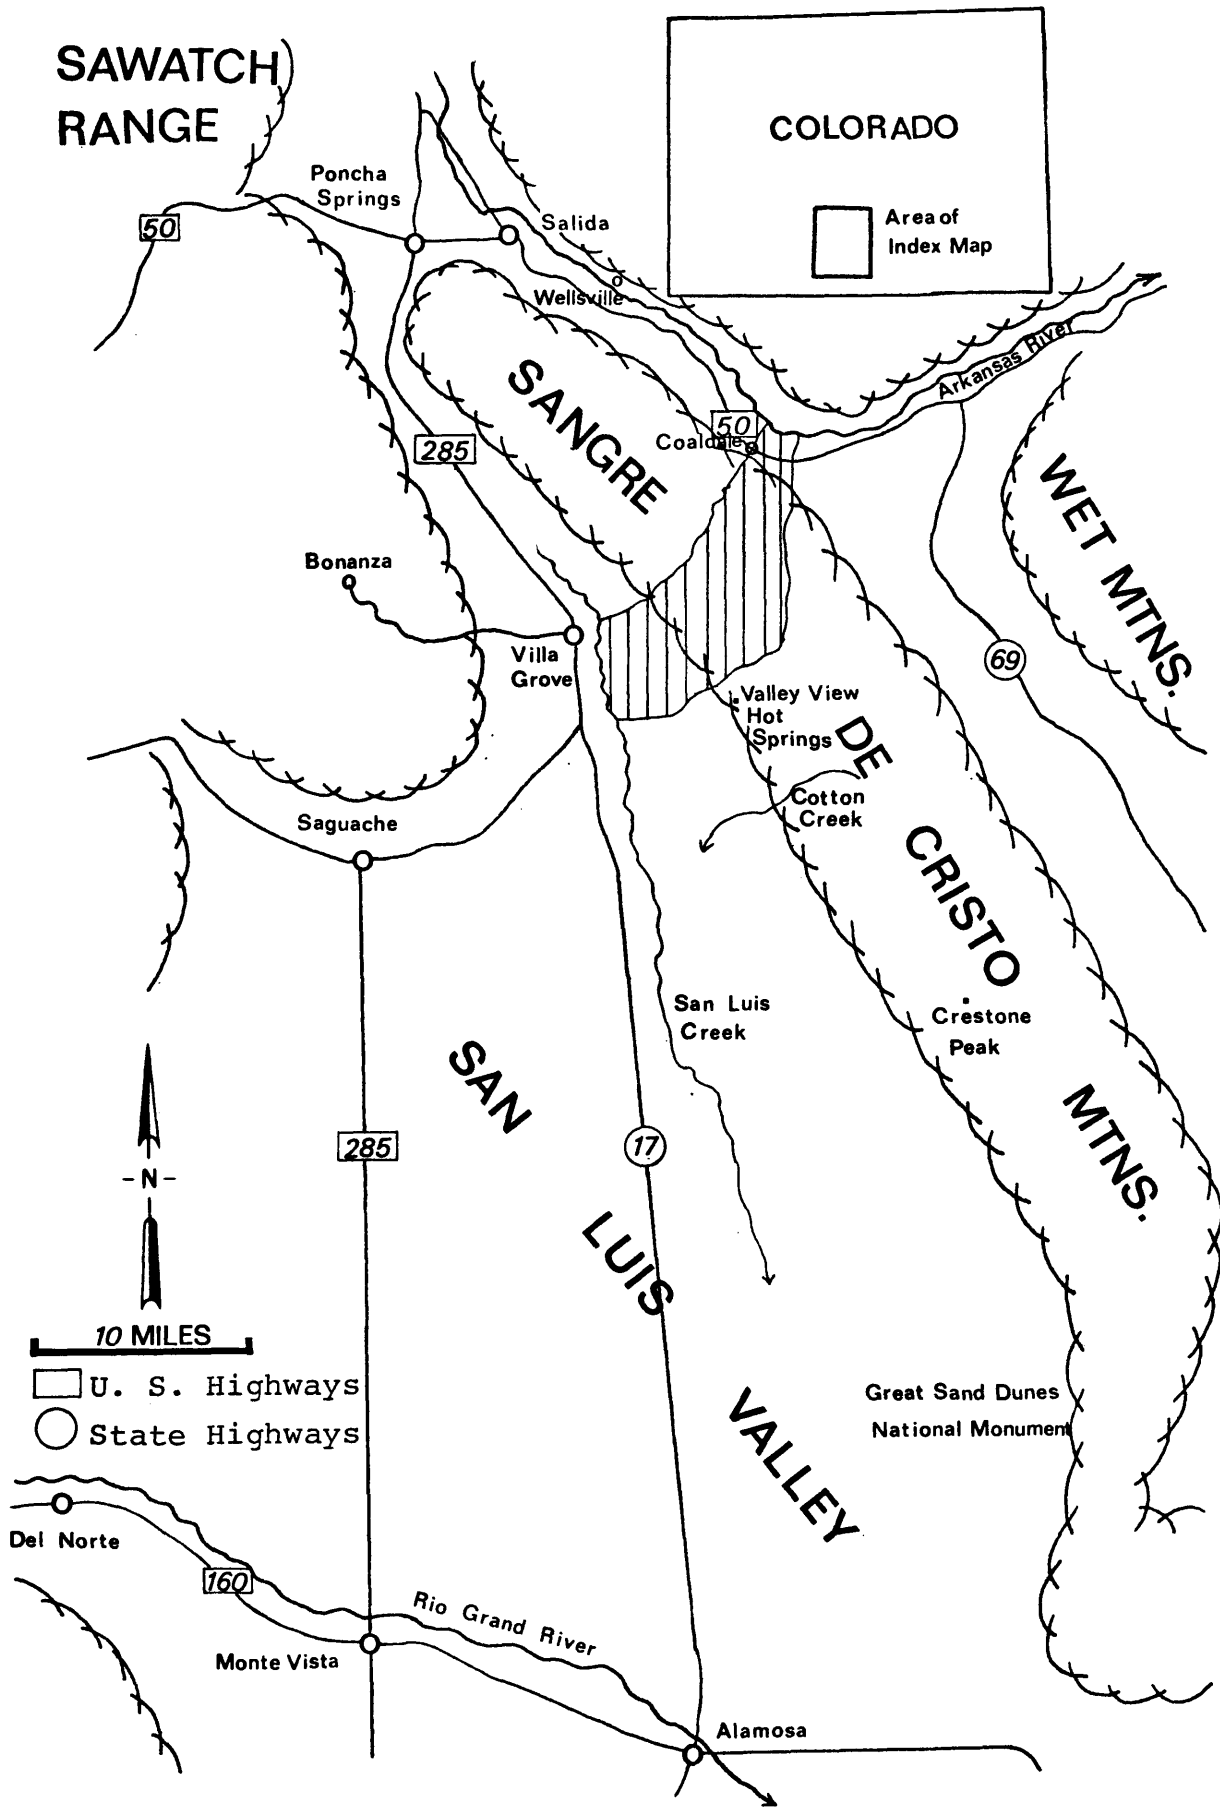 SAWATCH
RANGE
COLORADO
Area of
Index Map
Poncha
Springs
50
Salida
Wellsville
Arkansas River
SANGRE
50
Coaldale
285
WET MTNS.
Bonanza
Villa
Grove
69
Valley View
Hot
Springs
DE
Cotton
Creek
Saguache
CRISTO
San Luis
Creek
Crestone
Peak
SAN
MTNS.
285
17
- N -
LUIS
10 MILES
U. S. Highways
State Highways
Great Sand Dunes
National Monument
VALLEY
Del Norte
160
Rio Grand River
Monte Vista
Alamosa